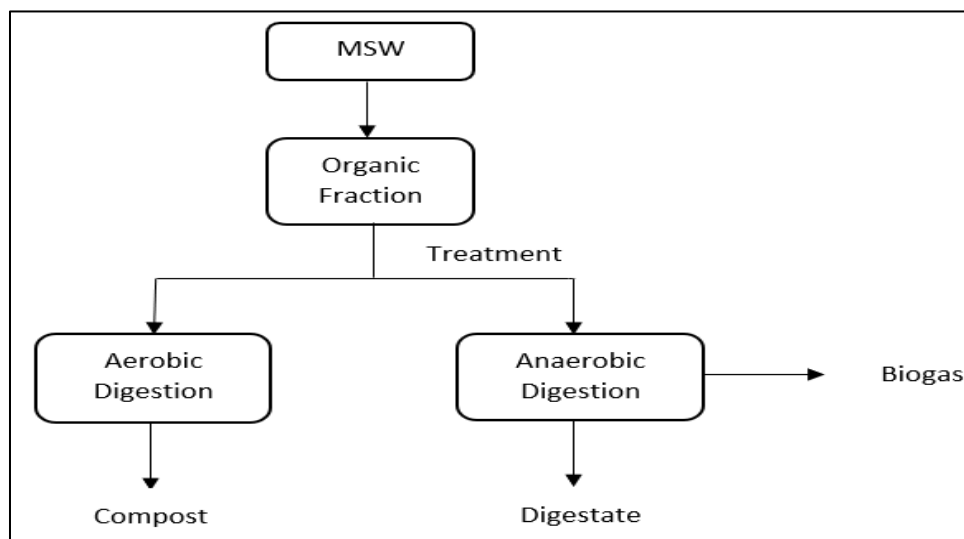 MSW
Organic
Fraction
Treatment
Aerobic
Digestion
Anaerobic
Digestion
Biogas
Compost
Digestate